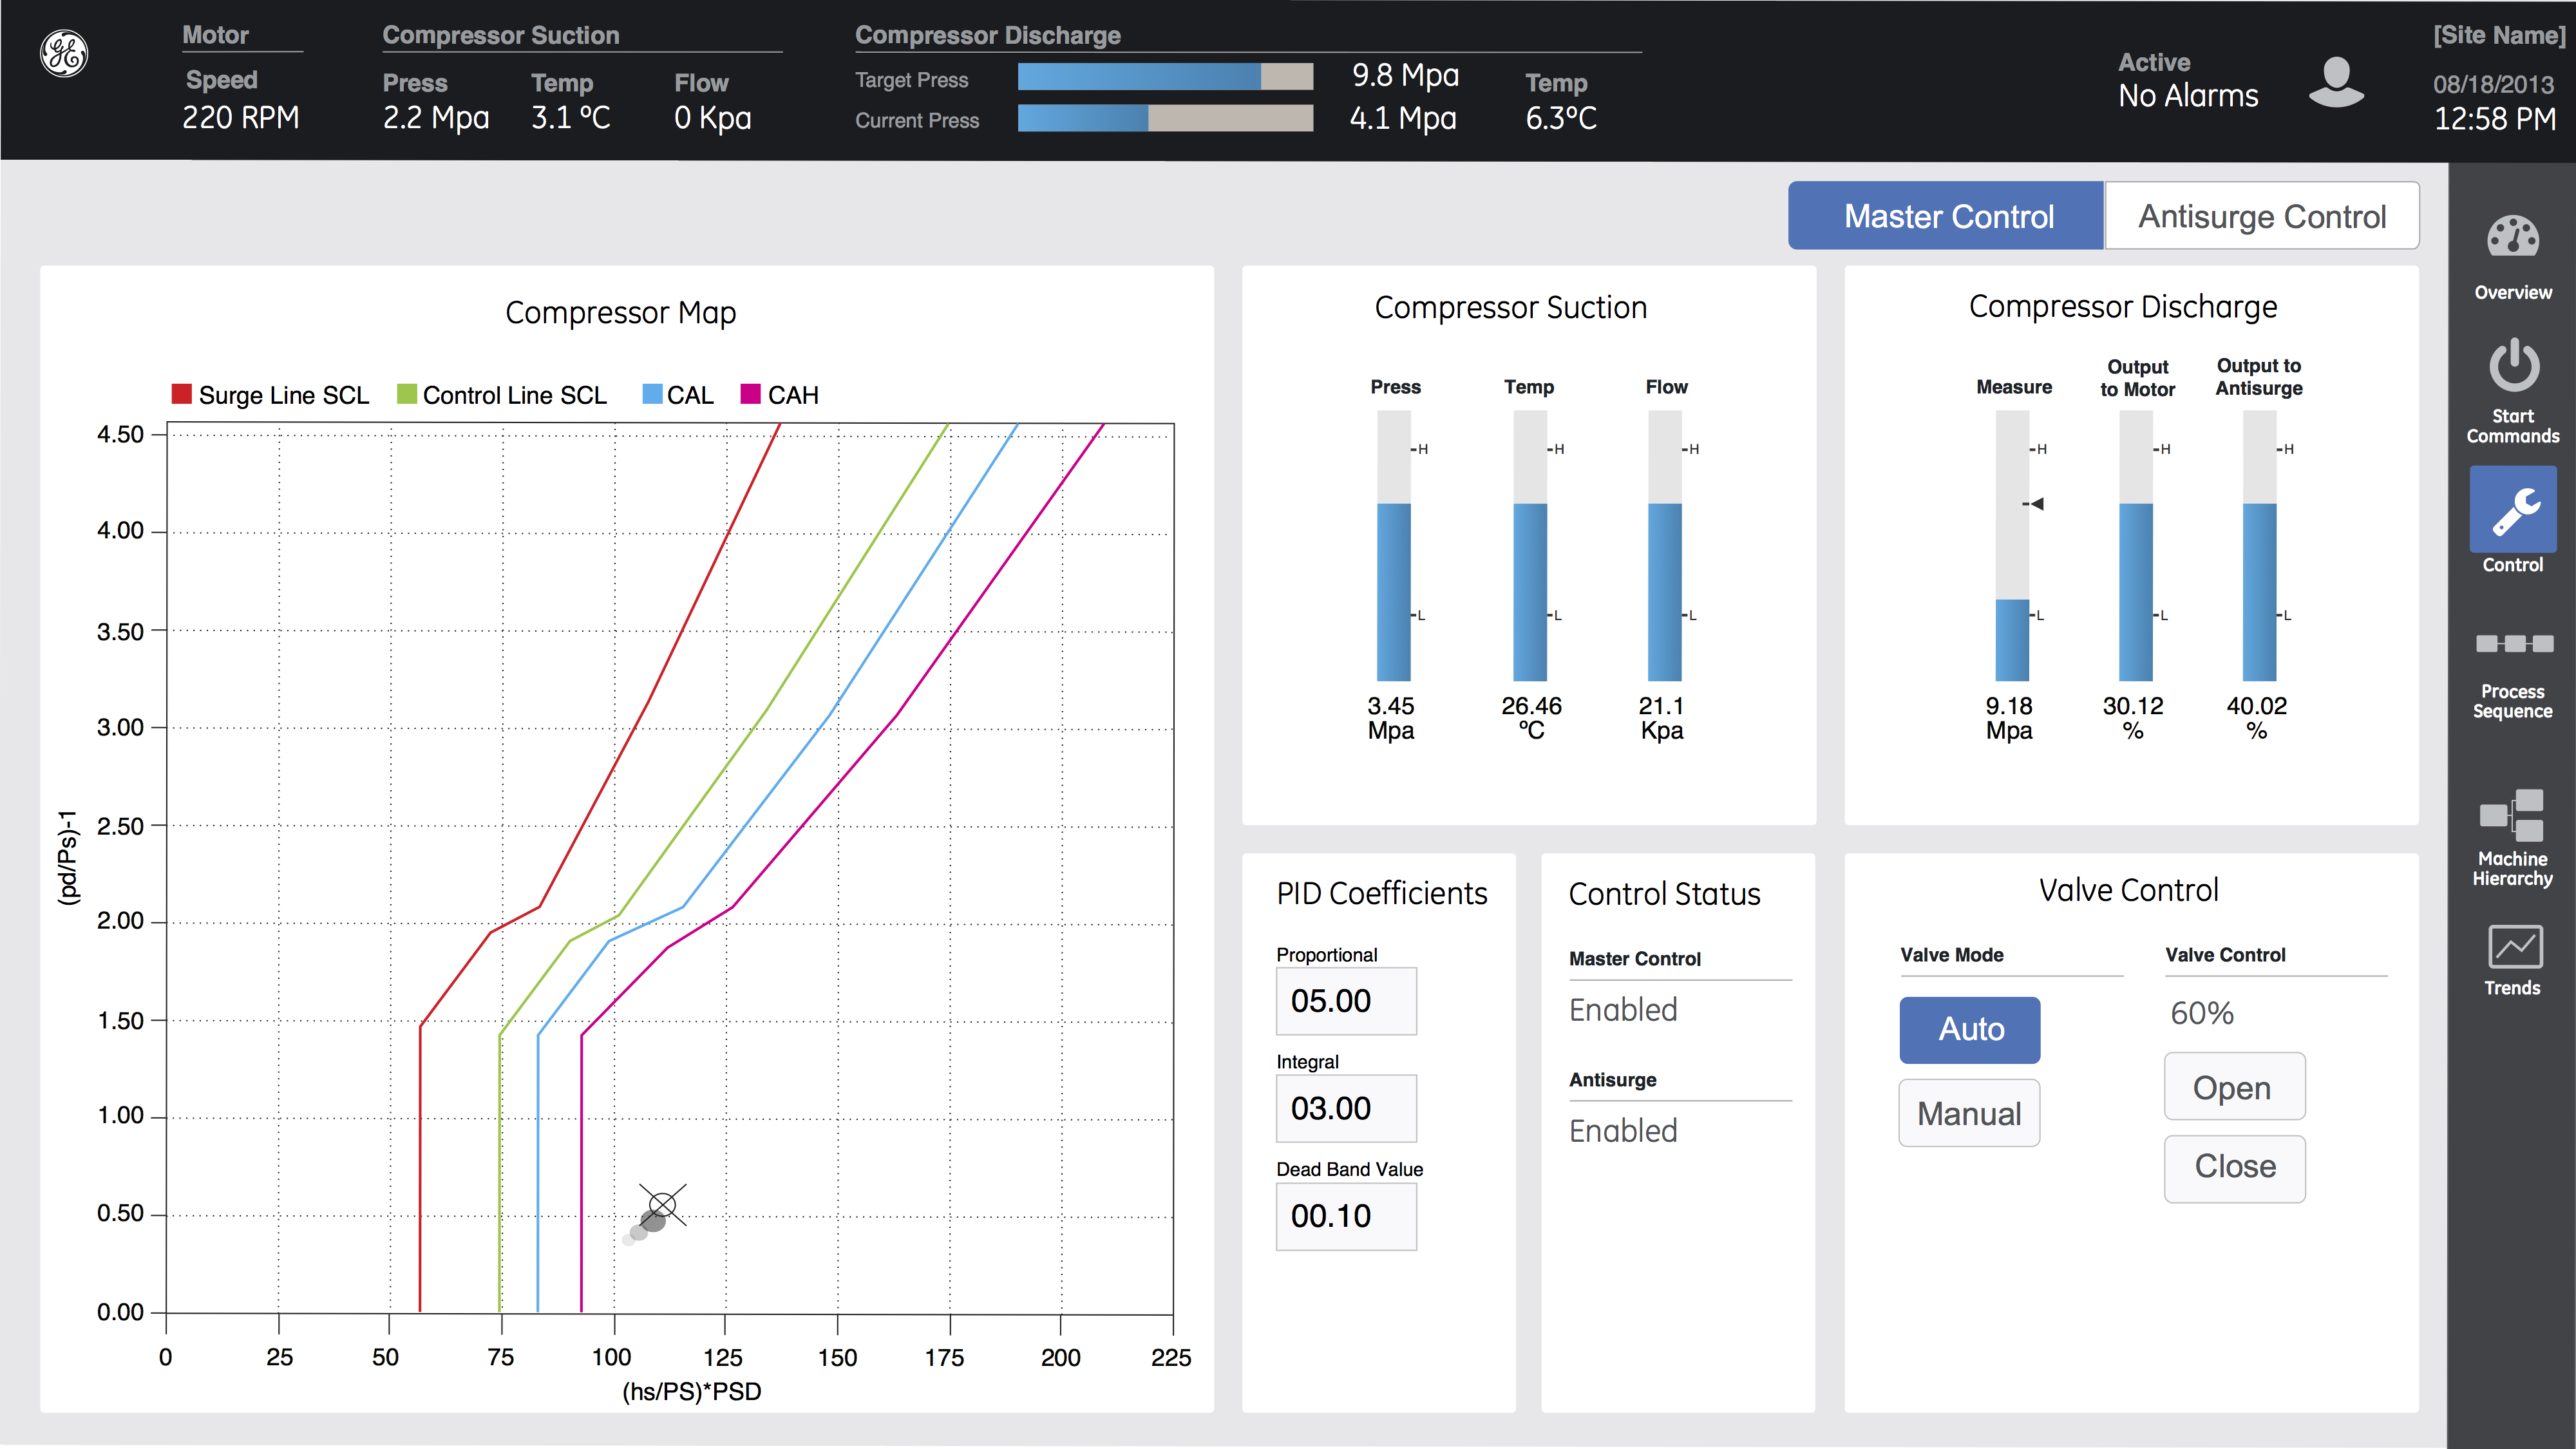 GE
Motor
Speed
220 RPM
Compressor Suction
Press Temp Flow
2.2 Mpa 3.1 ºC 0 Kpa
Compressor Discharge
Target Press 9.8 Mpa
Current Press 4.1 Mpa
Temp
6.3ºC
Active
No Alarms
[Site Name]
08/18/2013
12:58 PM
Master Control Antisurge Control
Compressor Map
Surge Line SCL Control Line SCL CAL CAH
4.50
4.00
3.50
3.00
2.50
2.00
1.50
1.00
0.50
0.00
(pd/Ps)-1
0 25 50 75 100 125 150 175 200 225
(hs/PS)*PSD
Compressor Suction
Press Temp Flow
H H H
L L L
3.45 26.46 21.1
Mpa ºC Kpa
Compressor Discharge
Measure Output to Motor Output to Antisurge
H H H
L L L
9.18 30.12 40.02
Mpa % %
PID Coefficients
Proportional
05.00
Integral
03.00
Dead Band Value
00.10
Control Status
Master Control
Enabled
Antisurge
Enabled
Valve Control
Valve Mode
Auto
Manual
Valve Control
60%
Open
Close
Overview
Start
Commands
Control
Process
Sequence
Machine
Hierarchy
Trends